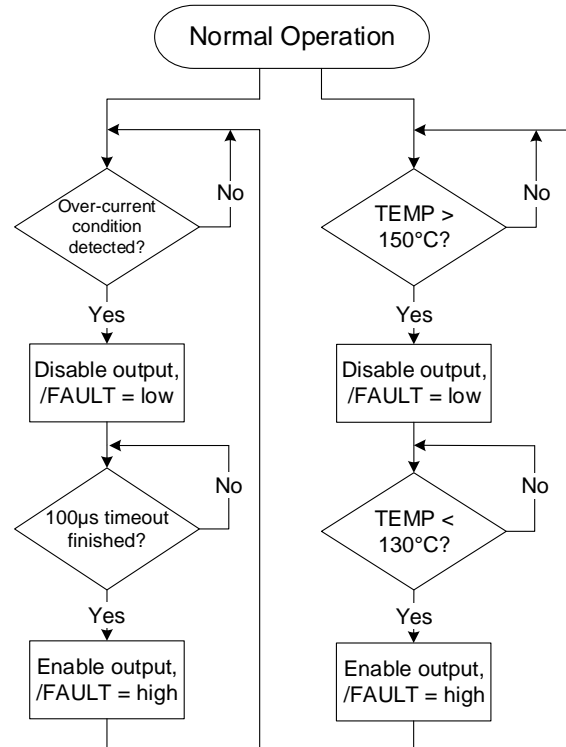 Normal Operation
Over-current
condition
detected?
No
Yes
Disable output,
/FAULT = low
100µs timeout
finished?
No
Yes
Enable output,
/FAULT = high
TEMP >
150°C?
No
Yes
Disable output,
/FAULT = low
TEMP <
130°C?
No
Yes
Enable output,
/FAULT = high